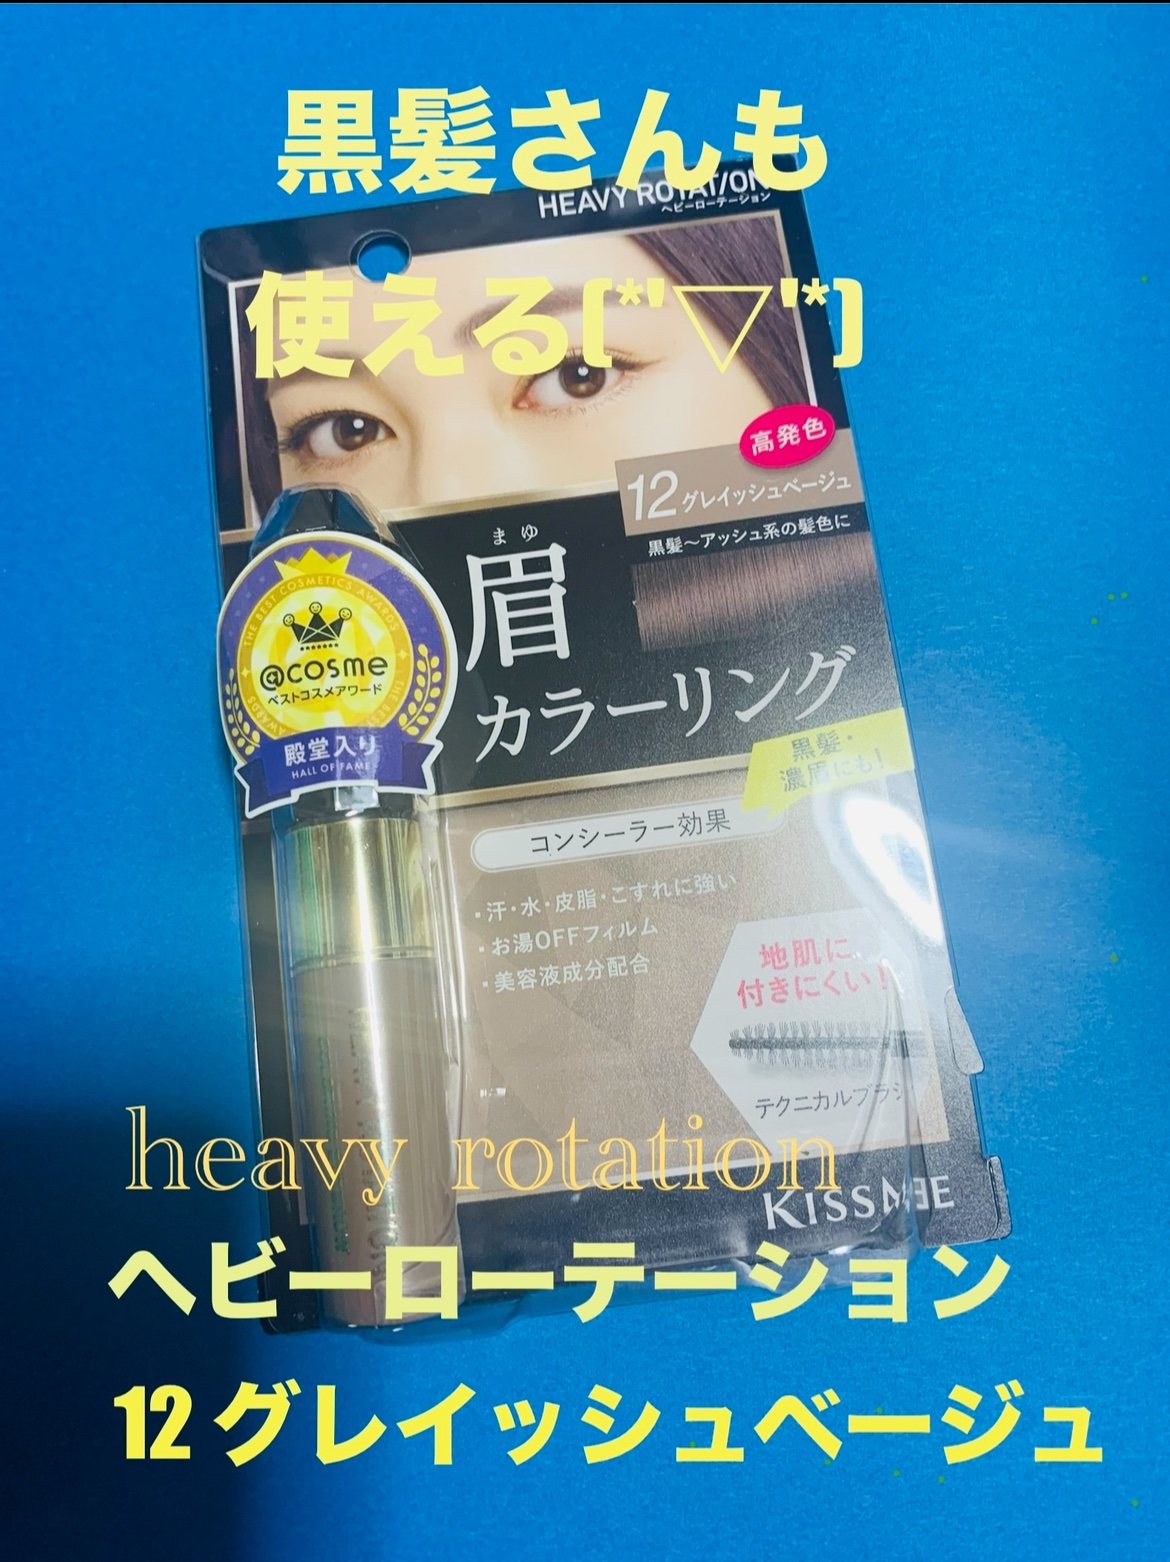 黒髪さんも
HEAVY ROTATION
ヘビーローテーション
使える(*'▽'*)
高発色
12グレイッシュベージュ
黒髪~アッシュ系の髪色に
まゆ
眉
カラーリング
THE BEST COSMETICS AWARDS
@cosme
ベストコスメアワード
殿堂入り
HALL OF FAME
黒髪・
濃眉にも!
コンシーラー効果
・汗・水・皮脂・こすれに強い
・お湯OFFフィルム
・美容液成分配合
地肌に
付きにくい!
テクニカルブラシ
heavy rotation
KISSME
ヘビーローテーション
12 グレイッシュベージュ